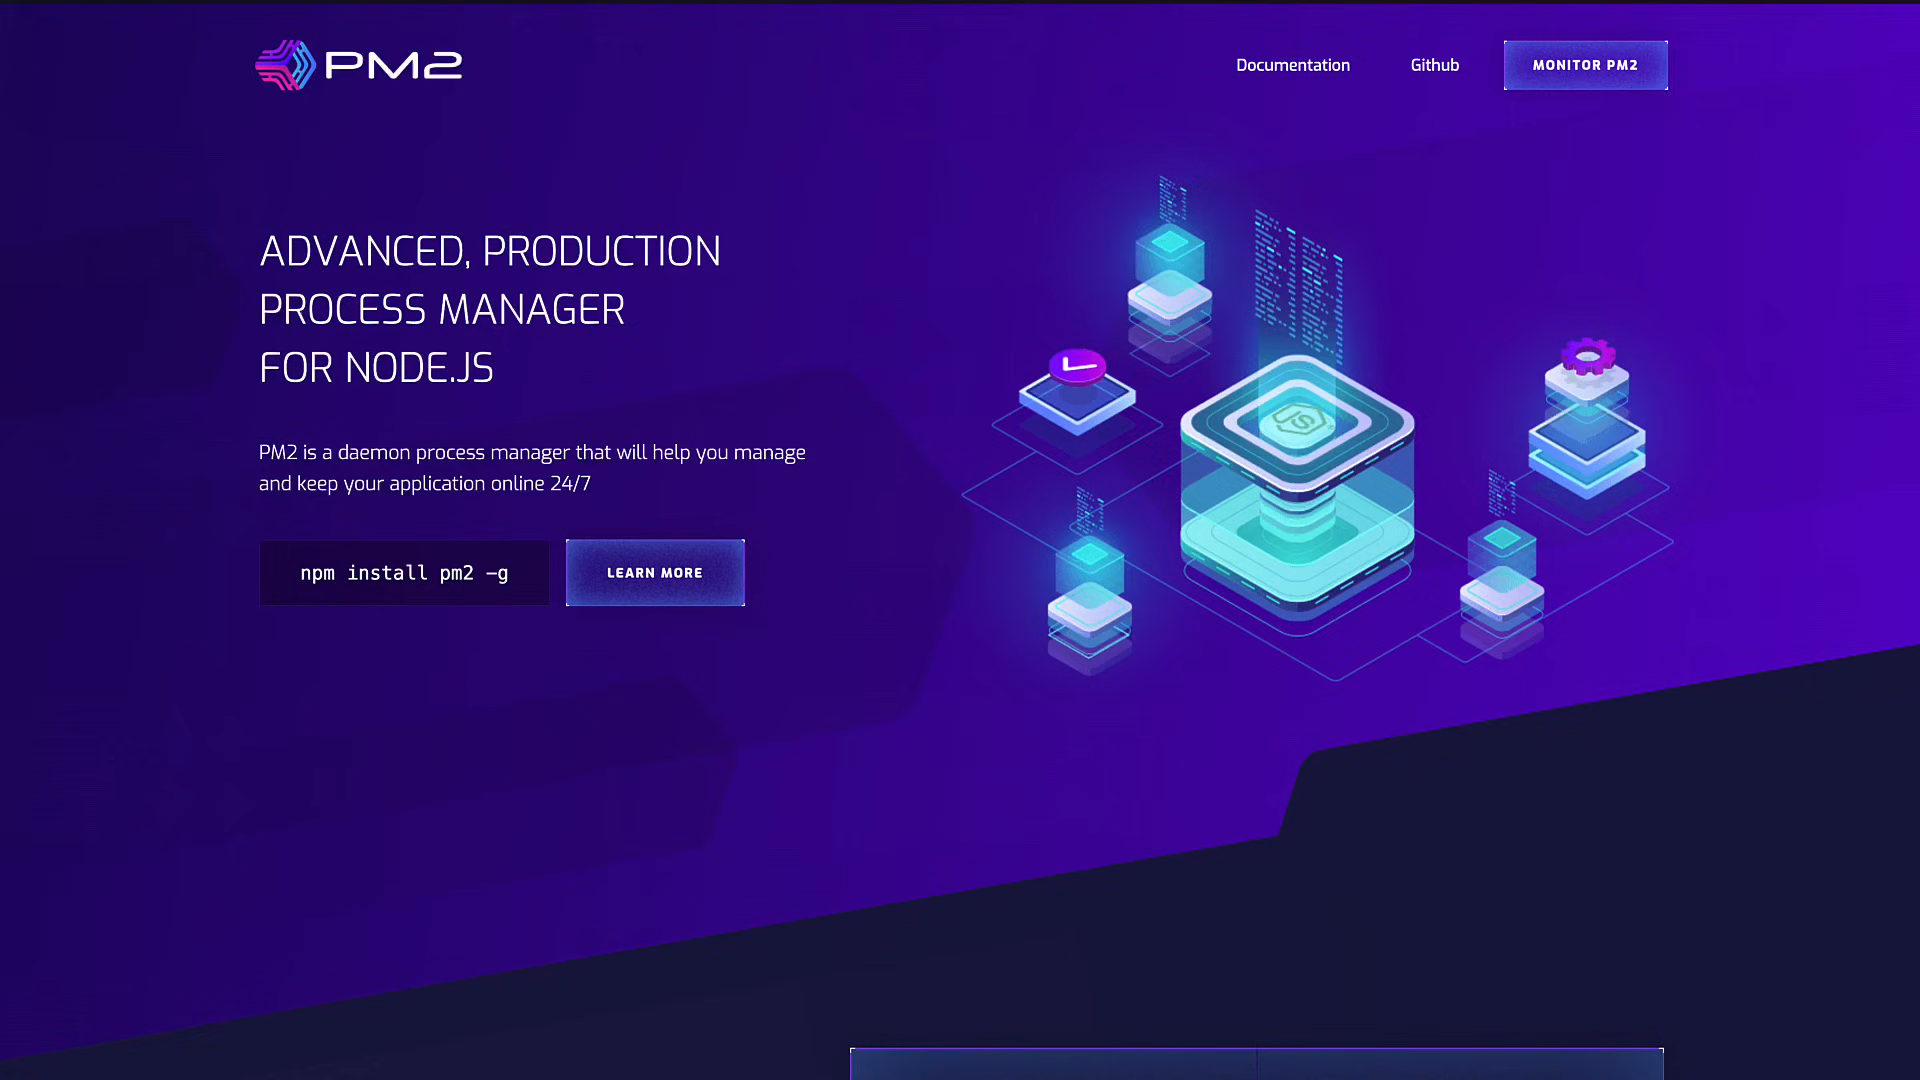 PM2
Documentation
Github
MONITOR PM2
ADVANCED, PRODUCTION
PROCESS MANAGER
FOR NODE.JS
PM2 is a daemon process manager that will help you manage
and keep your application online 24/7
npm install pm2 –g
LEARN MORE
JS